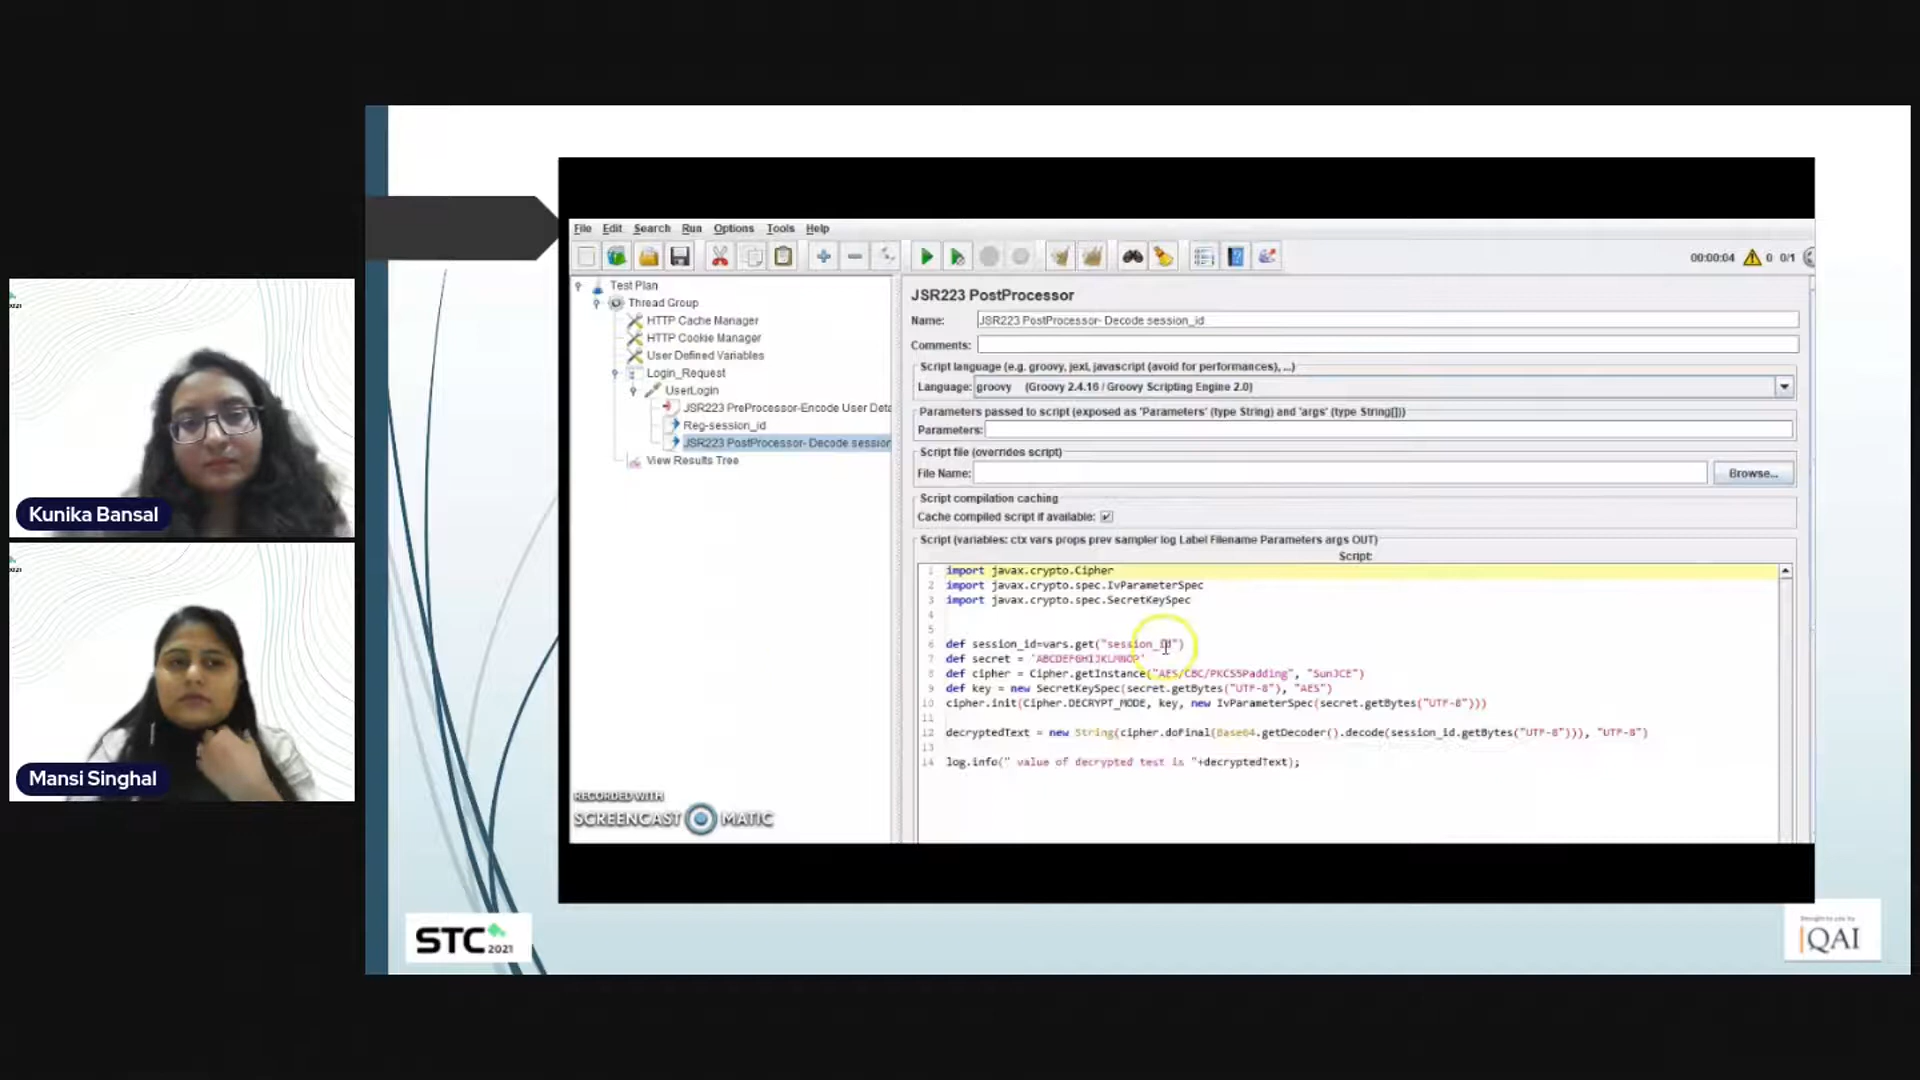 Kunika Bansal
Mansi Singhal
File Edit Search Run Options Tools Help
00:00:04 0 0/1
Test Plan
Thread Group
HTTP Cache Manager
HTTP Cookie Manager
User Defined Variables
Login_Request
UserLogin
JSR223 PreProcessor-Encode User Deta
Reg-session_id
JSR223 PostProcessor- Decode session
View Results Tree
RECORDED WITH
SCREENCAST MATIC
JSR223 PostProcessor
Name: JSR223 PostProcessor- Decode session_id
Comments:
Script language (e.g. groovy, jexl, javascript (avoid for performances), ...)
Language: groovy (Groovy 2.4.16 / Groovy Scripting Engine 2.0)
Parameters passed to script (exposed as 'Parameters' (type String) and 'args' (type String[]))
Parameters:
Script file (overrides script)
File Name: Browse...
Script compilation caching
Cache compiled script if available:
Script (variables: ctx vars props prev sampler log Label Filename Parameters args OUT)
Script:
1 import javax.crypto.Cipher
2 import javax.crypto.spec.IvParameterSpec
3 import javax.crypto.spec.SecretKeySpec
4
5
6 def session_id=vars.get("session_id")
7 def secret = 'ABCDEFGHIJKLMNOP'
8 def cipher = Cipher.getInstance("AES/CBC/PKCS5Padding", "SunJCE")
9 def key = new SecretKeySpec(secret.getBytes("UTF-8"), "AES")
10 cipher.init(Cipher.DECRYPT_MODE, key, new IvParameterSpec(secret.getBytes("UTF-8")))
11
12 decryptedText = new String(cipher.doFinal(Base64.getDecoder().decode(session_id.getBytes("UTF-8"))), "UTF-8")
13
14 log.info(" value of decrypted test is "+decryptedText);
STC 2021
Brought to you by
QAI